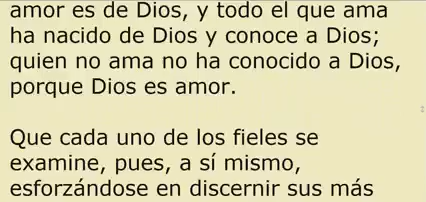 amor es de Dios, y todo el que ama
ha nacido de Dios y conoce a Dios;
quien no ama no ha conocido a Dios,
porque Dios es amor.
Que cada uno de los fieles se
examine, pues, a sí mismo,
esforzándose en discernir sus más